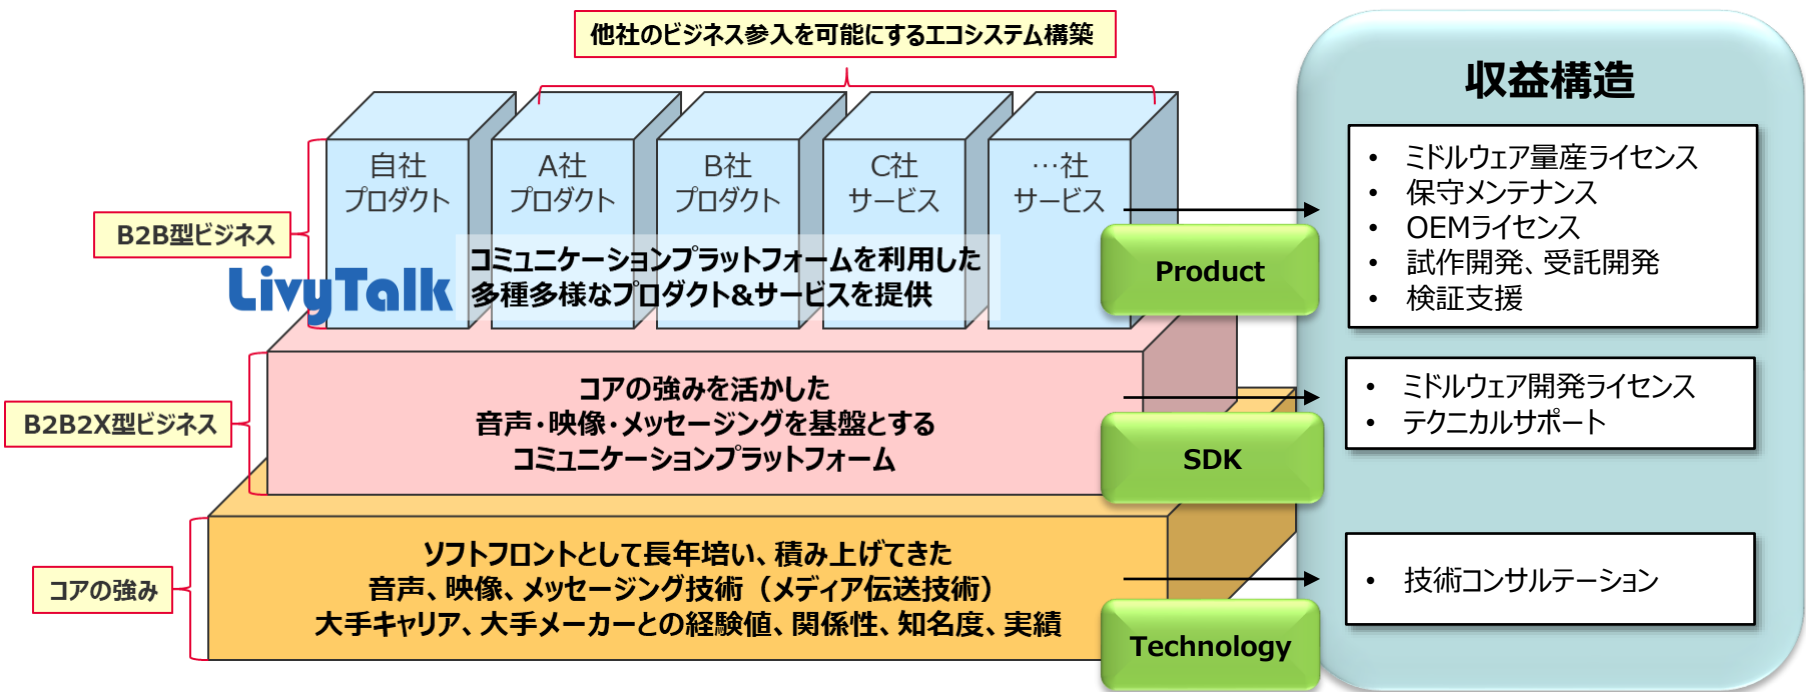 他社のビジネス参入を可能にするエコシステム構築
収益構造
自社
プロダクト
A社
プロダクト
B社
プロダクト
C社
サービス
…社
サービス
B2B型ビジネス
LivyTalk
コミュニケーションプラットフォームを利用した
多種多様なプロダクト&サービスを提供
Product
• ミドルウェア量産ライセンス
• 保守メンテナンス
• OEMライセンス
• 試作開発、受託開発
• 検証支援
B2B2X型ビジネス
コアの強みを活かした
音声・映像・メッセージングを基盤とする
コミュニケーションプラットフォーム
SDK
• ミドルウェア開発ライセンス
• テクニカルサポート
コアの強み
ソフトフロントとして長年培い、積み上げてきた
音声、映像、メッセージング技術（メディア伝送技術）
大手キャリア、大手メーカーとの経験値、関係性、知名度、実績
Technology
• 技術コンサルテーション